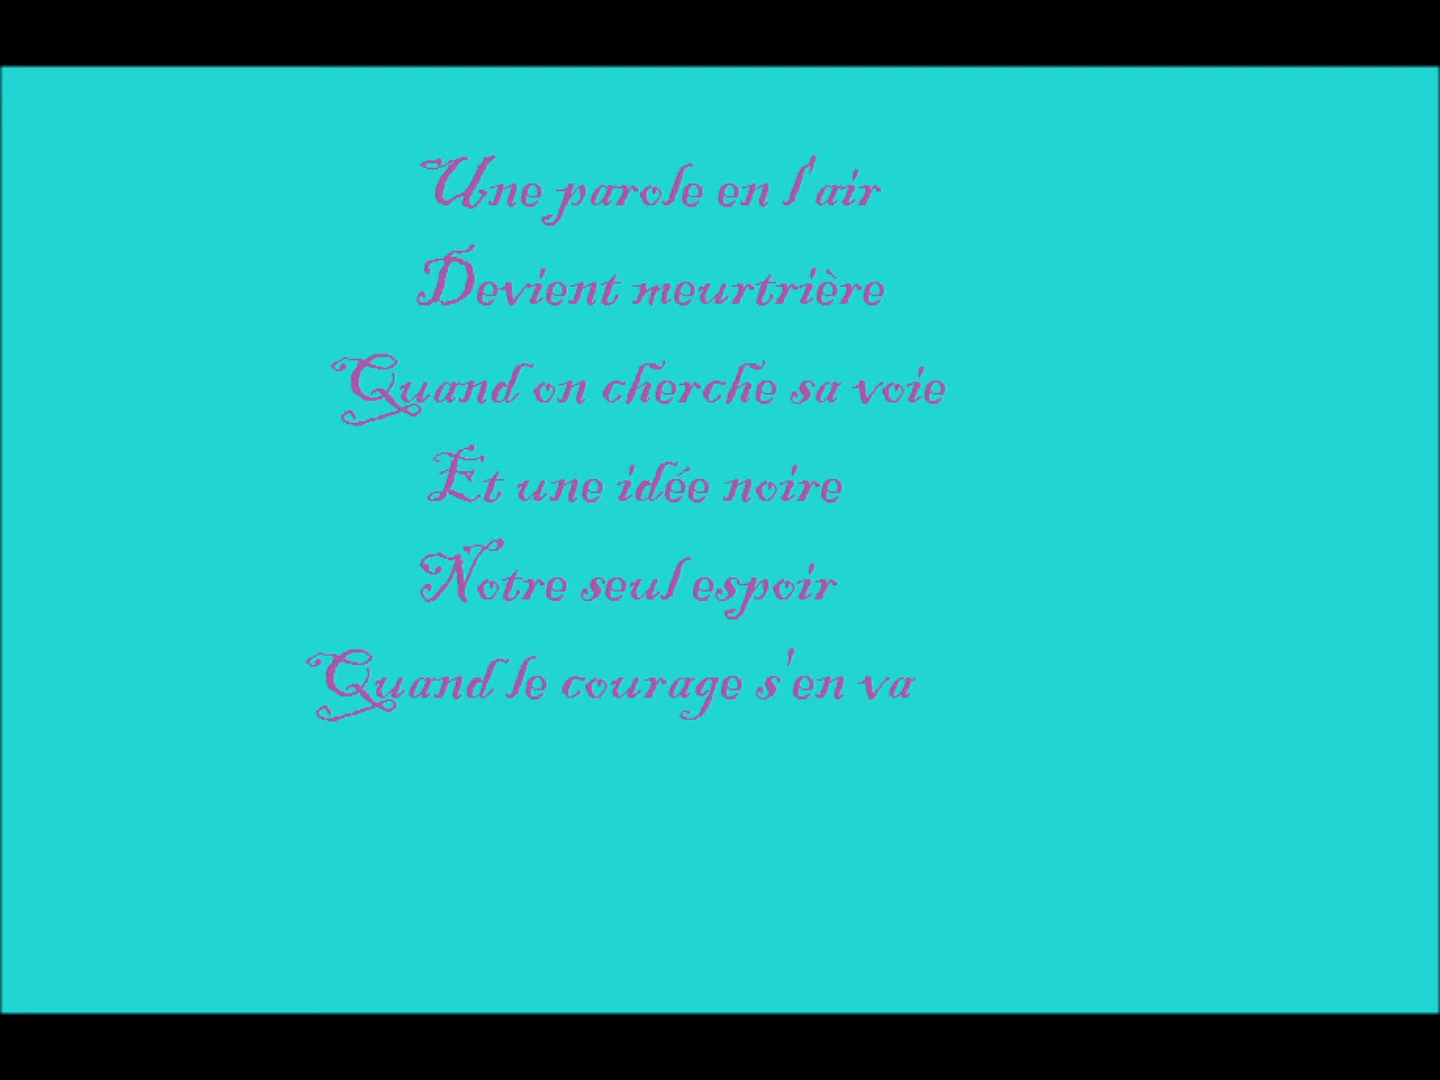 Une parole en l'air
Devient meurtrière
Quand on cherche sa voie
Et une idée noire
Notre seul espoir
Quand le courage s'en va